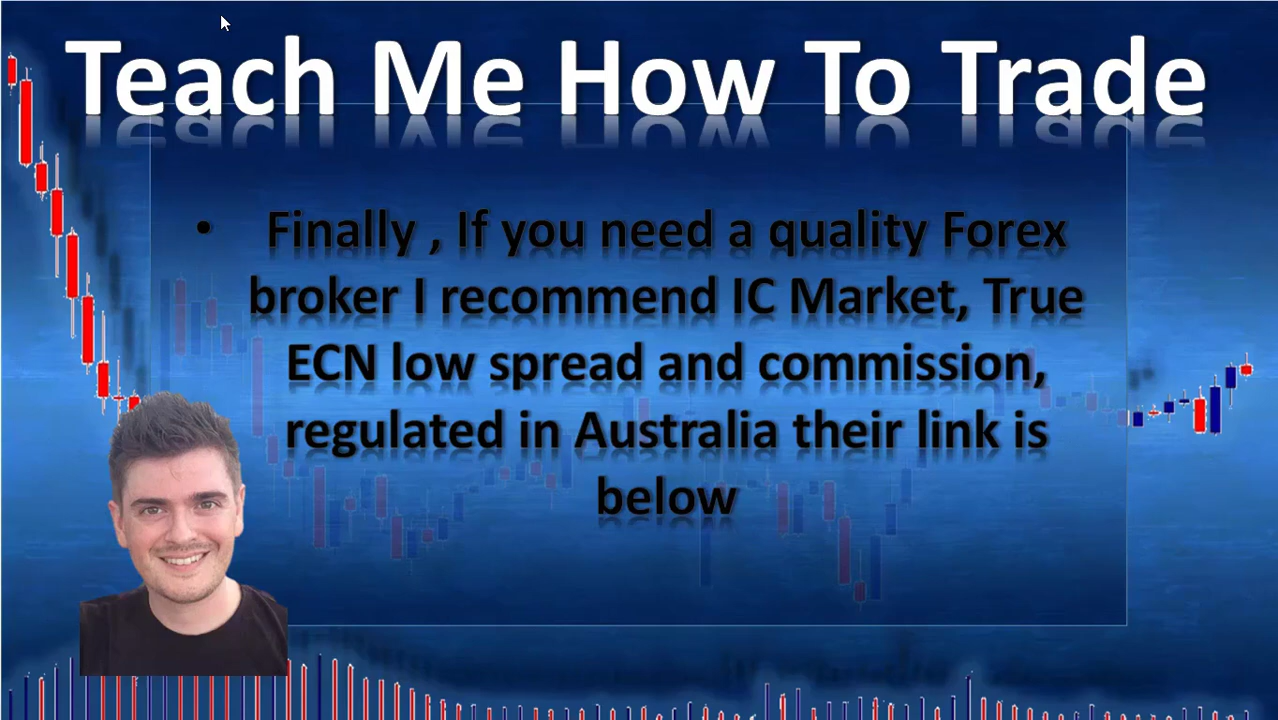 Teach Me How To Trade
• Finally , If you need a quality Forex
broker I recommend IC Market, True
ECN low spread and commission,
regulated in Australia their link is
below